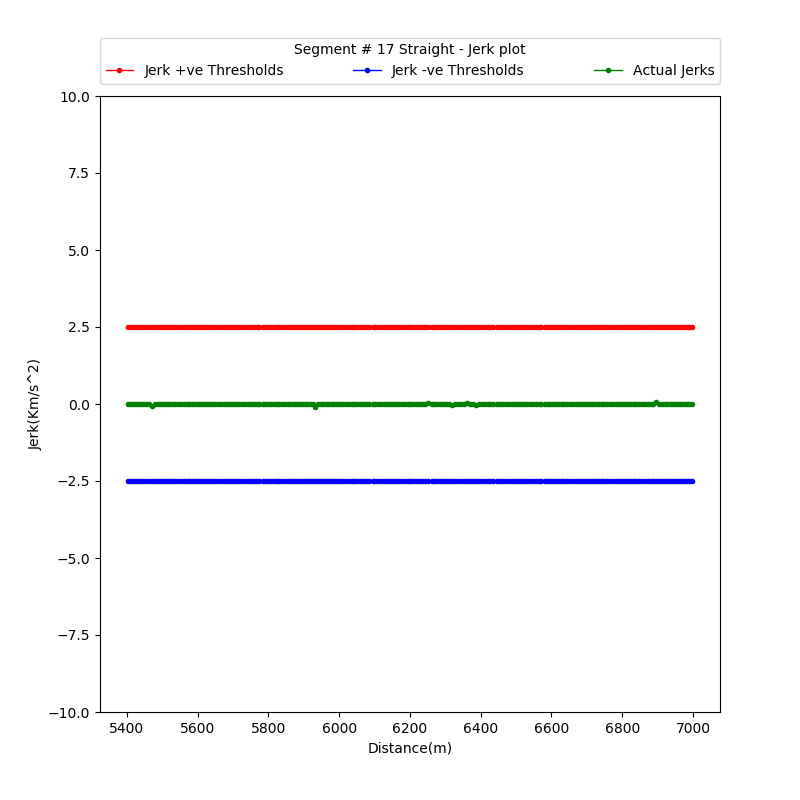 Segment # 17 Straight - Jerk plot
Jerk +ve Thresholds Jerk -ve Thresholds Actual Jerks
10.0
7.5
5.0
2.5
0.0
−2.5
−5.0
−7.5
−10.0
Jerk(Km/s^2)
5400 5600 5800 6000 6200 6400 6600 6800 7000
Distance(m)